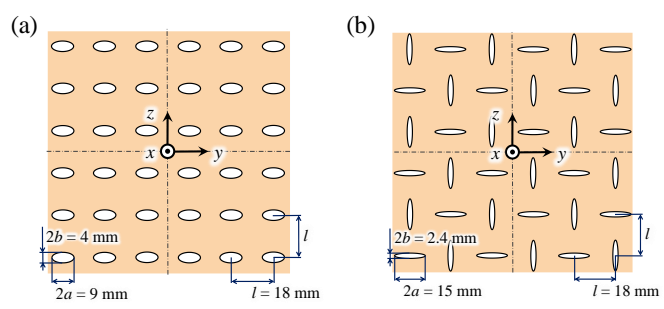 (a)
z
x
y
2b = 4 mm
l
2a = 9 mm
l = 18 mm
(b)
z
x
y
2b = 2.4 mm
l
2a = 15 mm
l = 18 mm